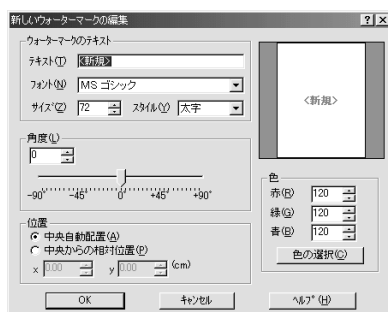 新しいウォーターマークの編集
ウォーターマークのテキスト
テキスト(T) <新規>
フォント(N) MS ゴシック
サイズ(Z) 72 スタイル(Y) 太字
<新規>
角度(L)
0
-90° -45° 0° +45° +90°
位置
中央自動配置(A)
中央からの相対位置(P)
x 0.00 y 0.00 (cm)
色
赤(R) 120
緑(G) 120
青(B) 120
色の選択(C)
OK キャンセル ヘルプ(H)